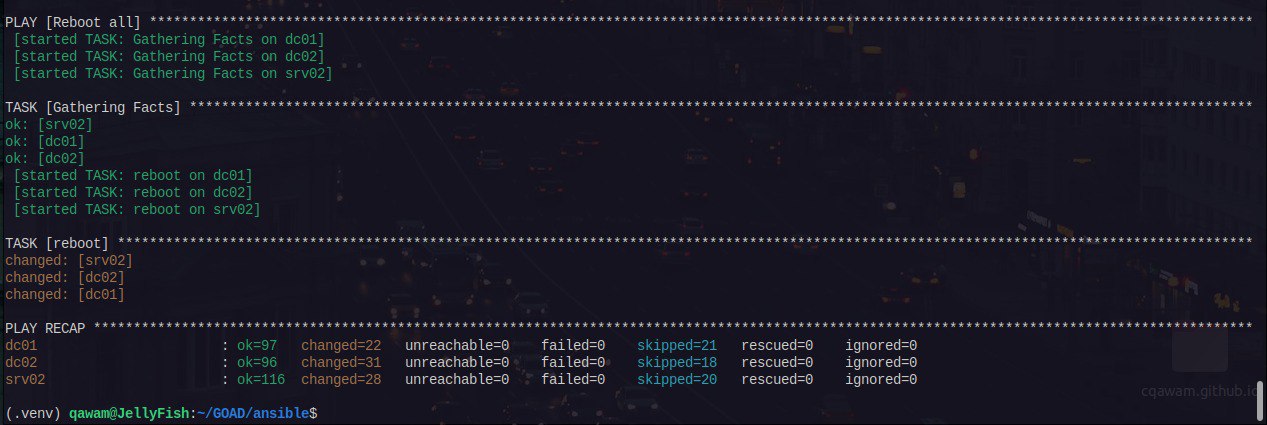 PLAY [Reboot all] ******************************************************************************************************************************************
 [started TASK: Gathering Facts on dc01]
 [started TASK: Gathering Facts on dc02]
 [started TASK: Gathering Facts on srv02]
TASK [Gathering Facts] *************************************************************************************************************************************
ok: [srv02]
ok: [dc01]
ok: [dc02]
 [started TASK: reboot on dc01]
 [started TASK: reboot on dc02]
 [started TASK: reboot on srv02]
TASK [reboot] **********************************************************************************************************************************************
changed: [srv02]
changed: [dc02]
changed: [dc01]
PLAY RECAP *************************************************************************************************************************************************
dc01                       : ok=97   changed=22   unreachable=0    failed=0    skipped=21   rescued=0    ignored=0
dc02                       : ok=96   changed=31   unreachable=0    failed=0    skipped=18   rescued=0    ignored=0
srv02                      : ok=116  changed=28   unreachable=0    failed=0    skipped=20   rescued=0    ignored=0
cqawam.github.io
(.venv) qawam@JellyFish:~/GOAD/ansible$